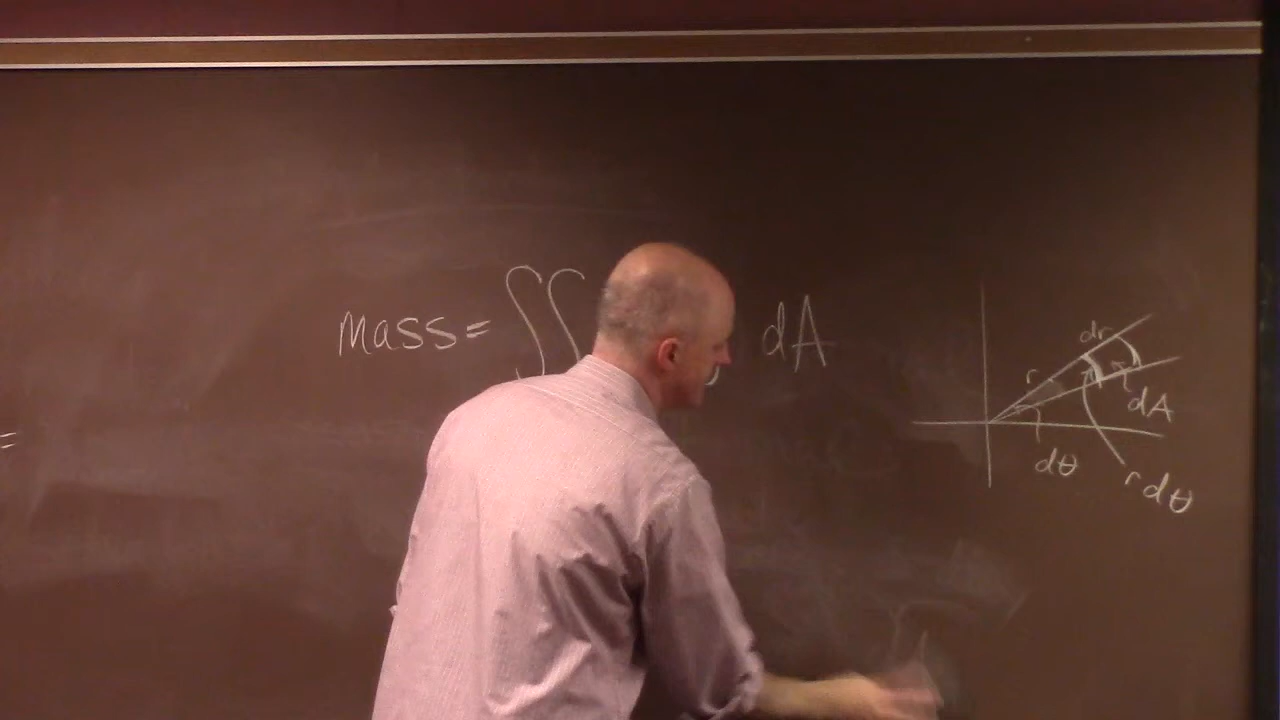 mass = ∬ dA
=
dr
r
dA
dθ
r dθ